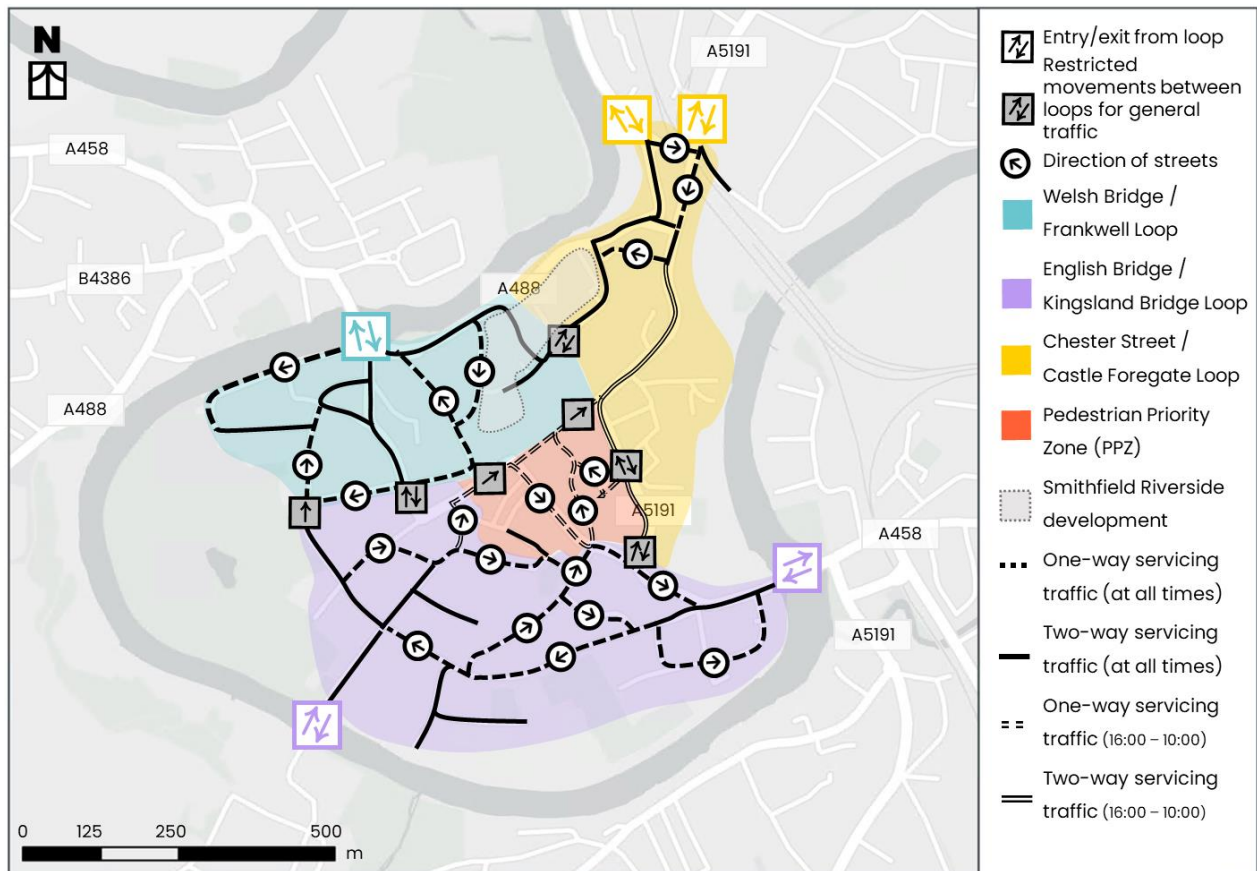 N
A5191
A458
B4386
A488
A488
A5191
A458
A5191
0 125 250 500
m
Entry/exit from loop
Restricted
movements between
loops for general
traffic
Direction of streets
Welsh Bridge /
Frankwell Loop
English Bridge /
Kingsland Bridge Loop
Chester Street /
Castle Foregate Loop
Pedestrian Priority
Zone (PPZ)
Smithfield Riverside
development
One-way servicing
traffic (at all times)
Two-way servicing
traffic (at all times)
One-way servicing
traffic (16:00 – 10:00)
Two-way servicing
traffic (16:00 – 10:00)